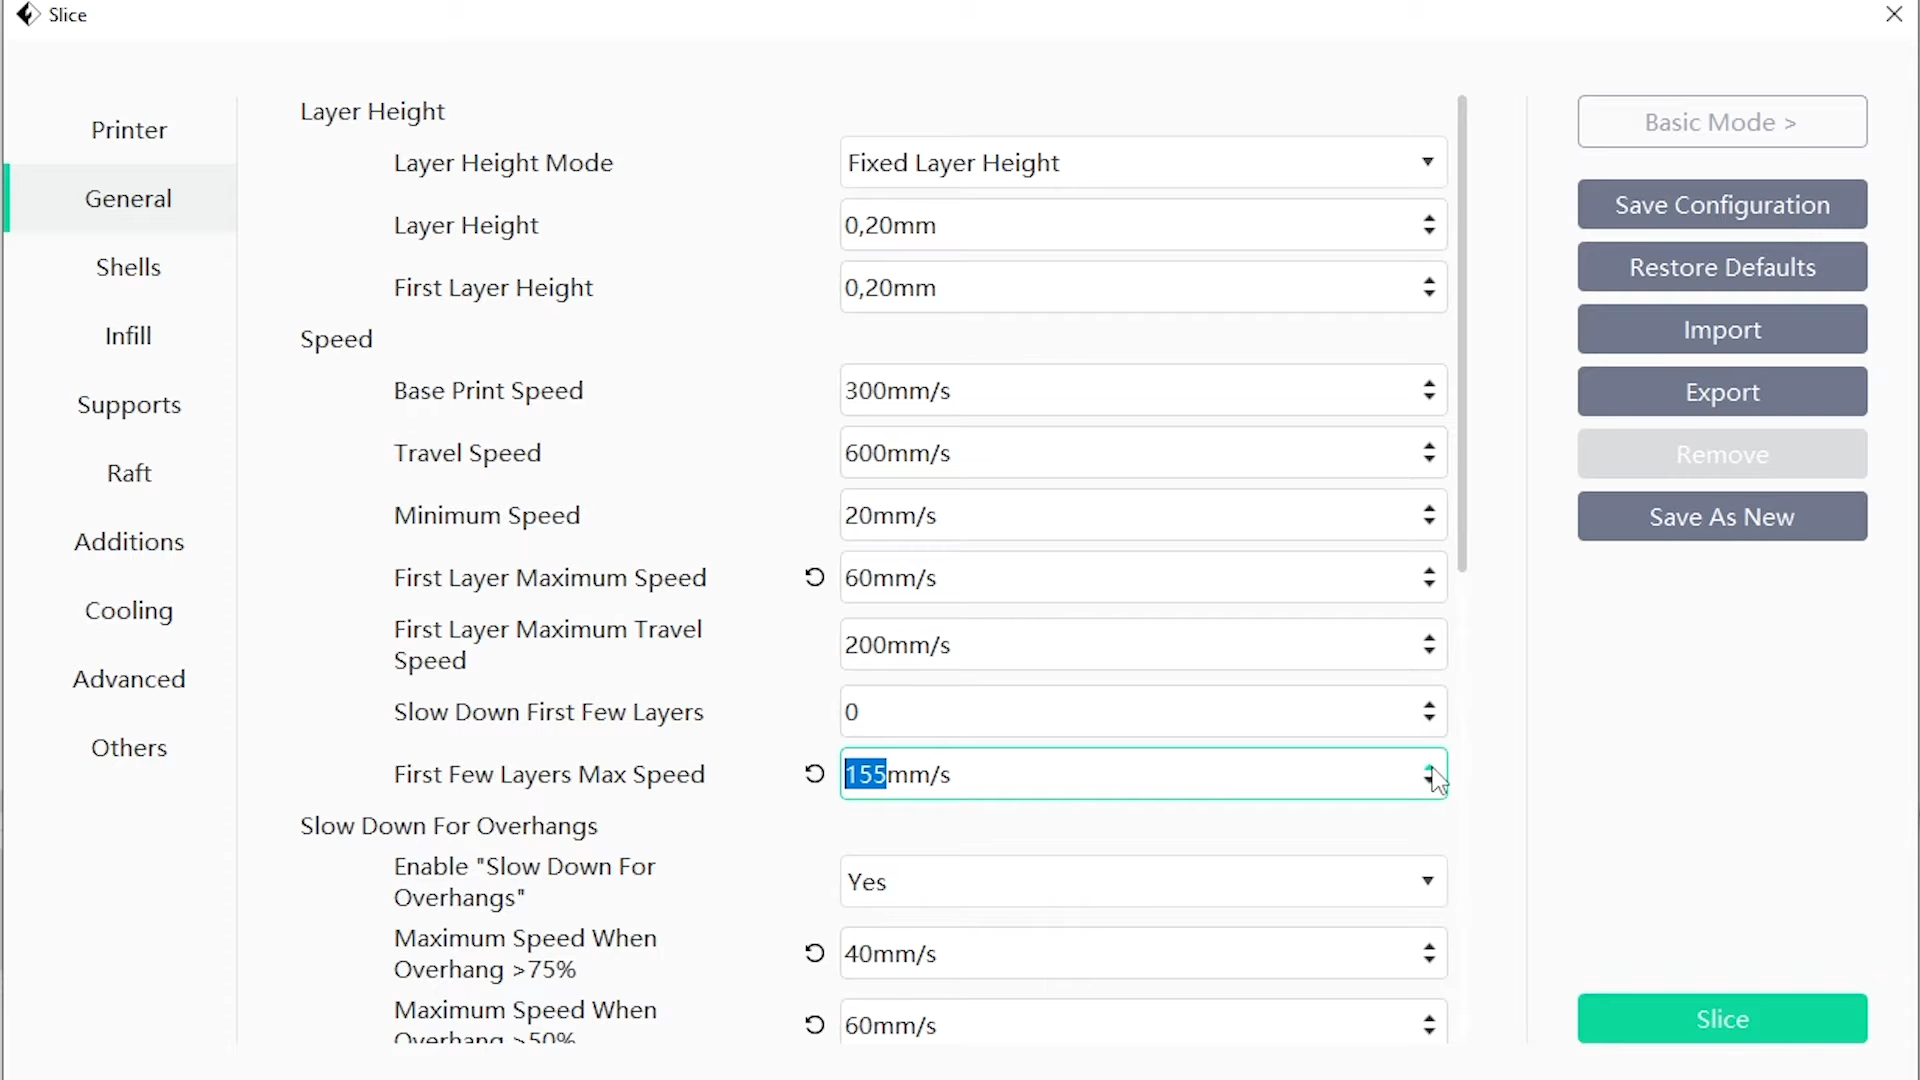 Slice
Printer
General
Shells
Infill
Supports
Raft
Additions
Cooling
Advanced
Others
Layer Height
Layer Height Mode
Fixed Layer Height
Layer Height
0,20mm
First Layer Height
0,20mm
Speed
Base Print Speed
300mm/s
Travel Speed
600mm/s
Minimum Speed
20mm/s
First Layer Maximum Speed
60mm/s
First Layer Maximum Travel
Speed
200mm/s
Slow Down First Few Layers
0
First Few Layers Max Speed
155mm/s
Slow Down For Overhangs
Enable "Slow Down For
Overhangs"
Yes
Maximum Speed When
Overhang >75%
40mm/s
Maximum Speed When
Overhang >50%
60mm/s
Basic Mode >
Save Configuration
Restore Defaults
Import
Export
Remove
Save As New
Slice